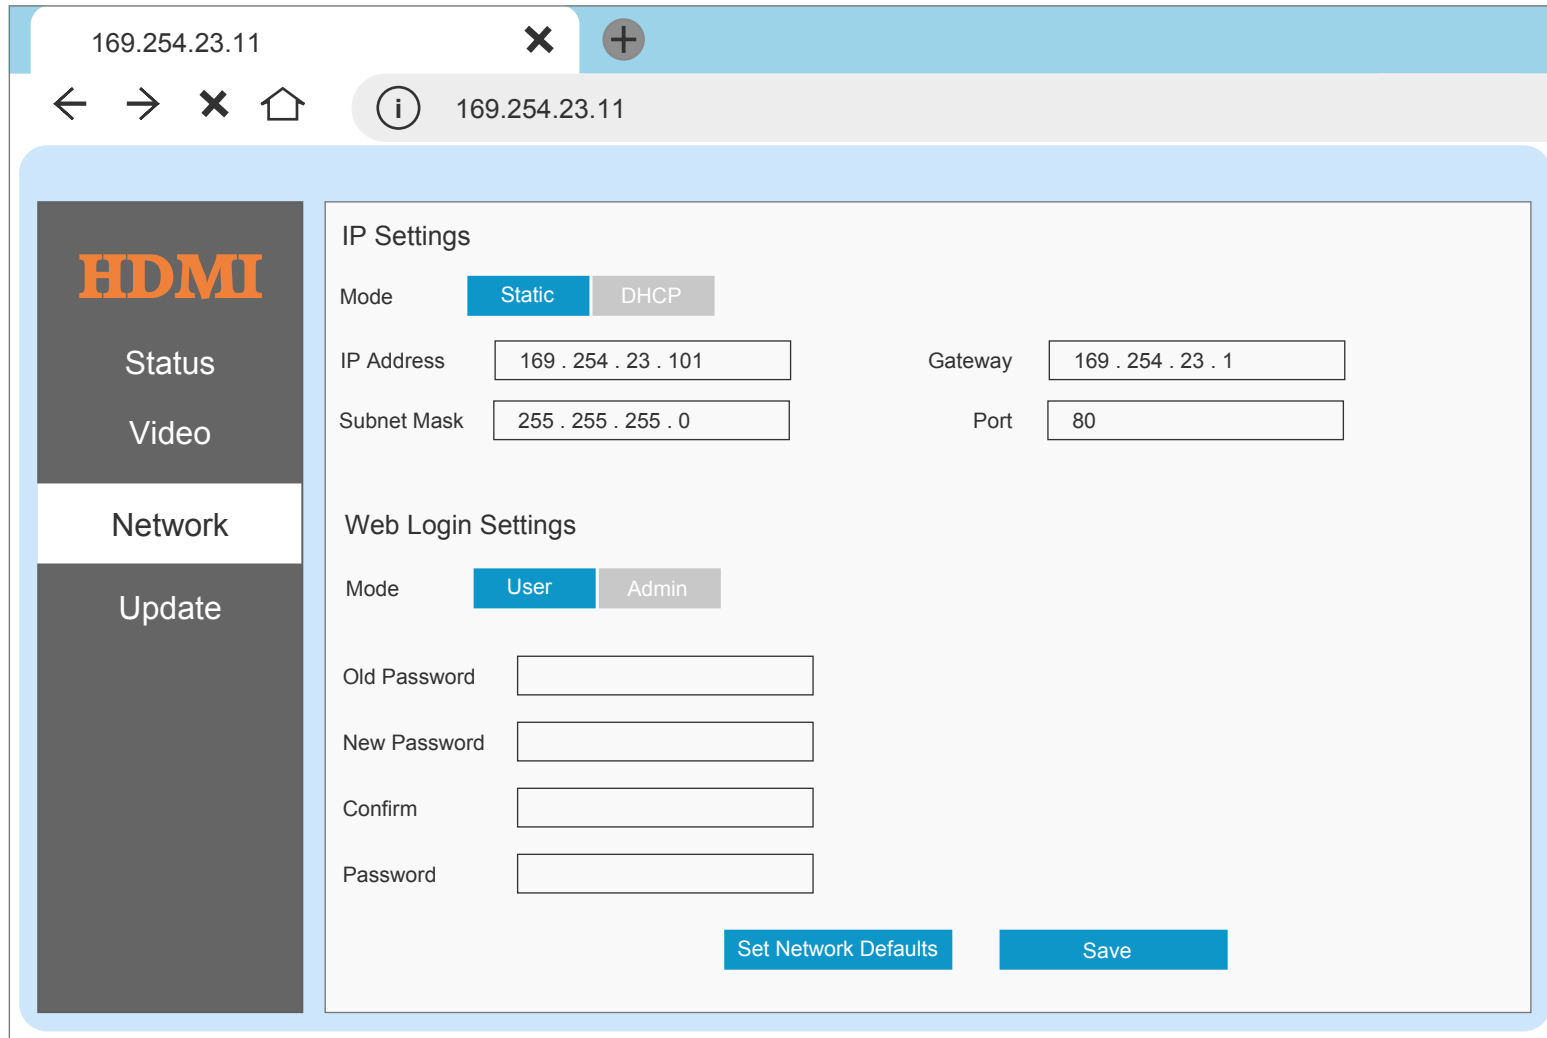 169.254.23.11
i 169.254.23.11
HDMI
Status
Video
Network
Update
IP Settings
Mode Static DHCP
IP Address 169 . 254 . 23 . 101 Gateway 169 . 254 . 23 . 1
Subnet Mask 255 . 255 . 255 . 0 Port 80
Web Login Settings
Mode User Admin
Old Password
New Password
Confirm
Password
Set Network Defaults Save